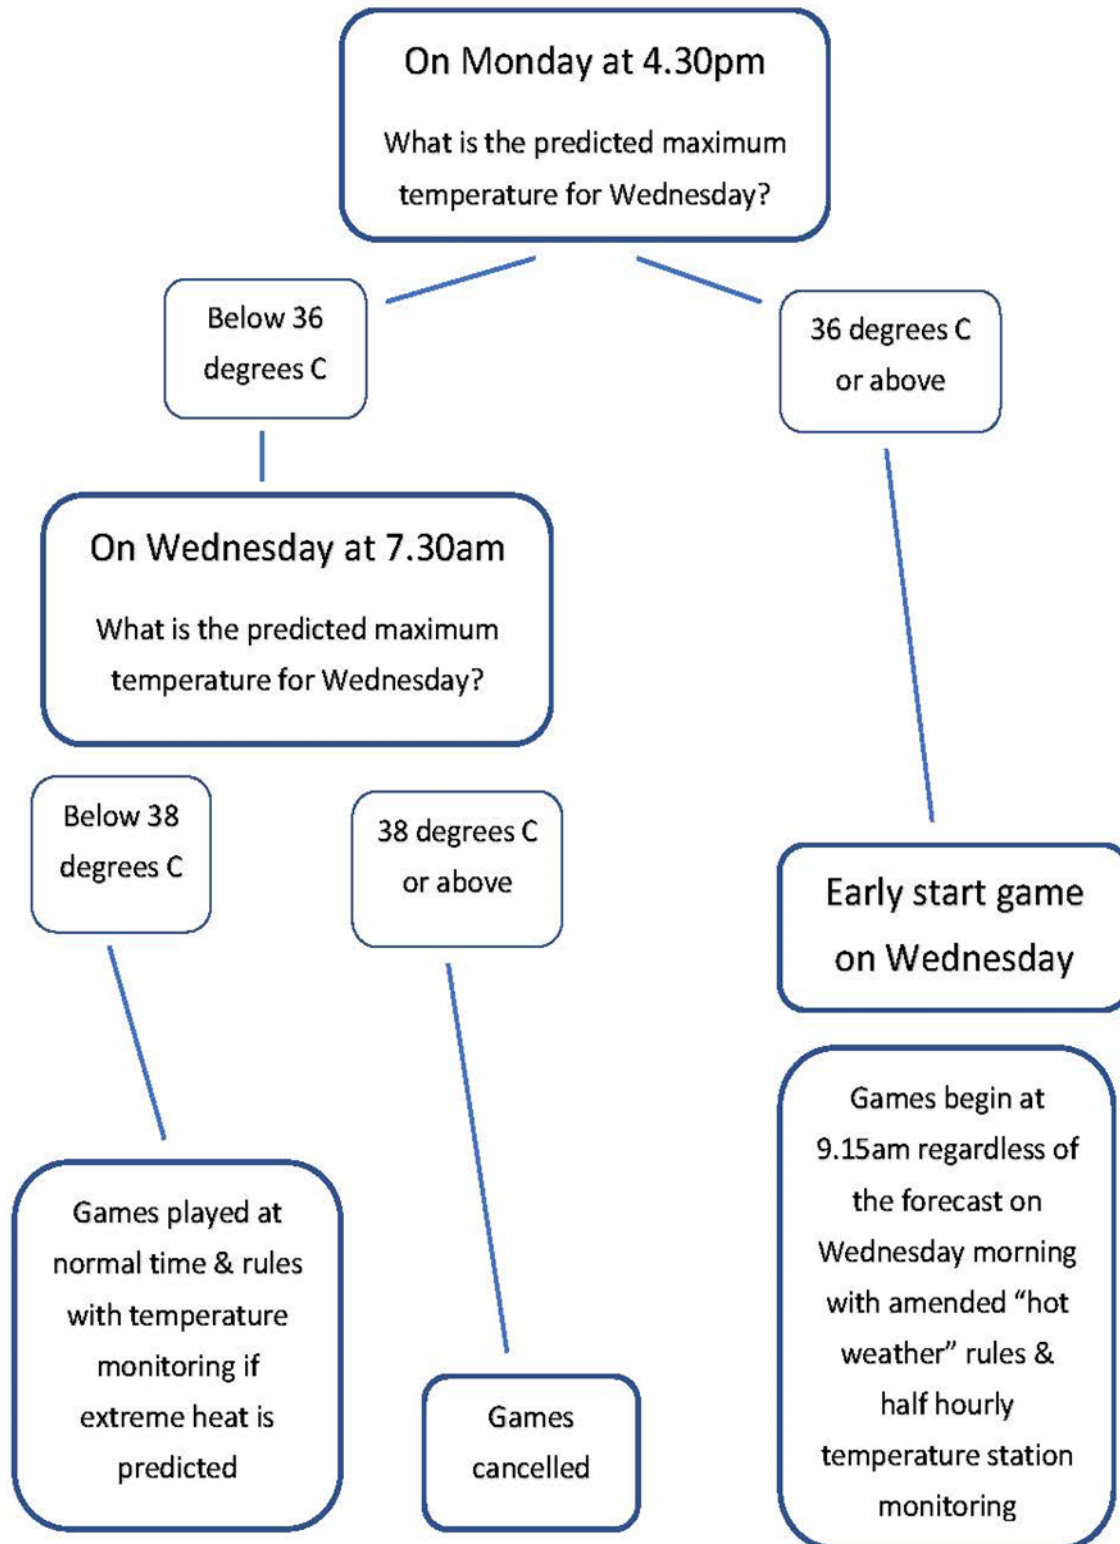 On Monday at 4.30pm
What is the predicted maximum
temperature for Wednesday?
Below 36
degrees C
36 degrees C
or above
On Wednesday at 7.30am
What is the predicted maximum
temperature for Wednesday?
Below 38
degrees C
38 degrees C
or above
Early start game
on Wednesday
Games begin at
9.15am regardless of
the forecast on
Wednesday morning
with amended “hot
weather” rules &
half hourly
temperature station
monitoring
Games played at
normal time & rules
with temperature
monitoring if
extreme heat is
predicted
Games
cancelled